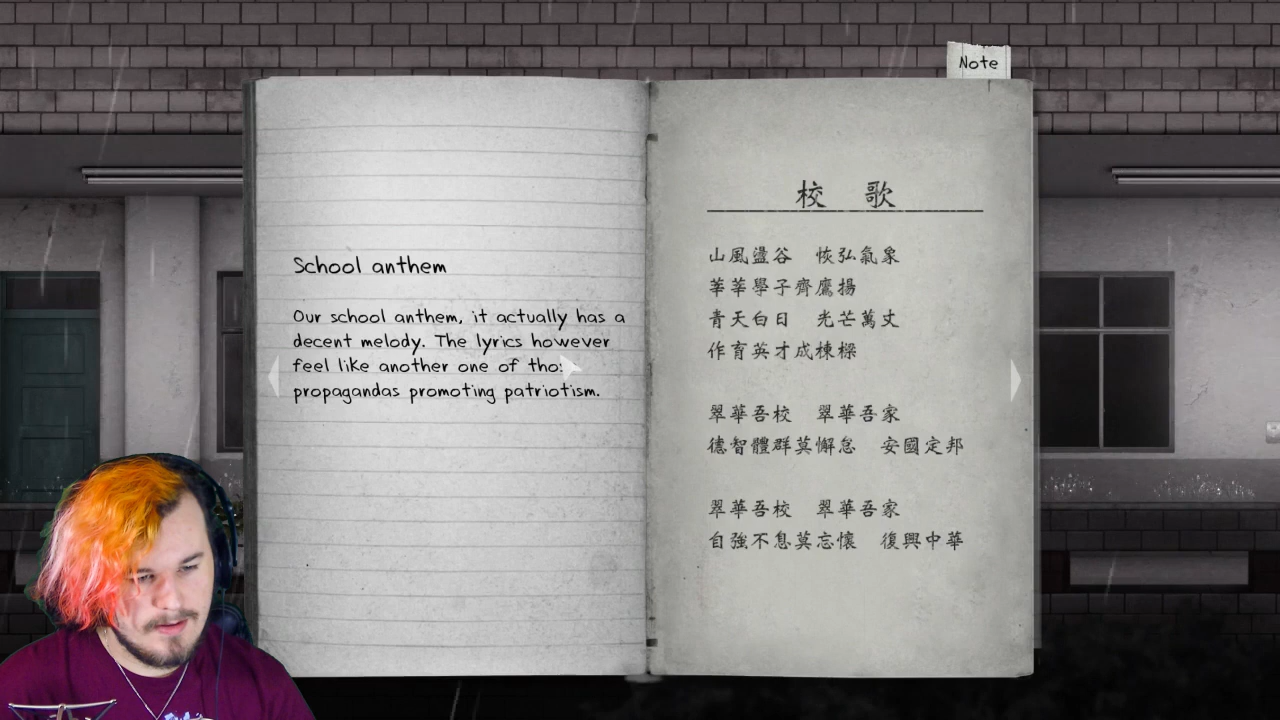 Note
School anthem
Our school anthem, it actually has a
decent melody. The lyrics however
feel like another one of
propagandas promoting patriotism.
校 歌
山風盪谷 恢弘氣象
莘莘學子齊鷹揚
青天白日 光芒萬丈
作育英才成棟樑
翠華吾校 翠華吾家
德智體群莫懈怠 安國定邦
翠華吾校 翠華吾家
自強不息莫忘懷 復興中華